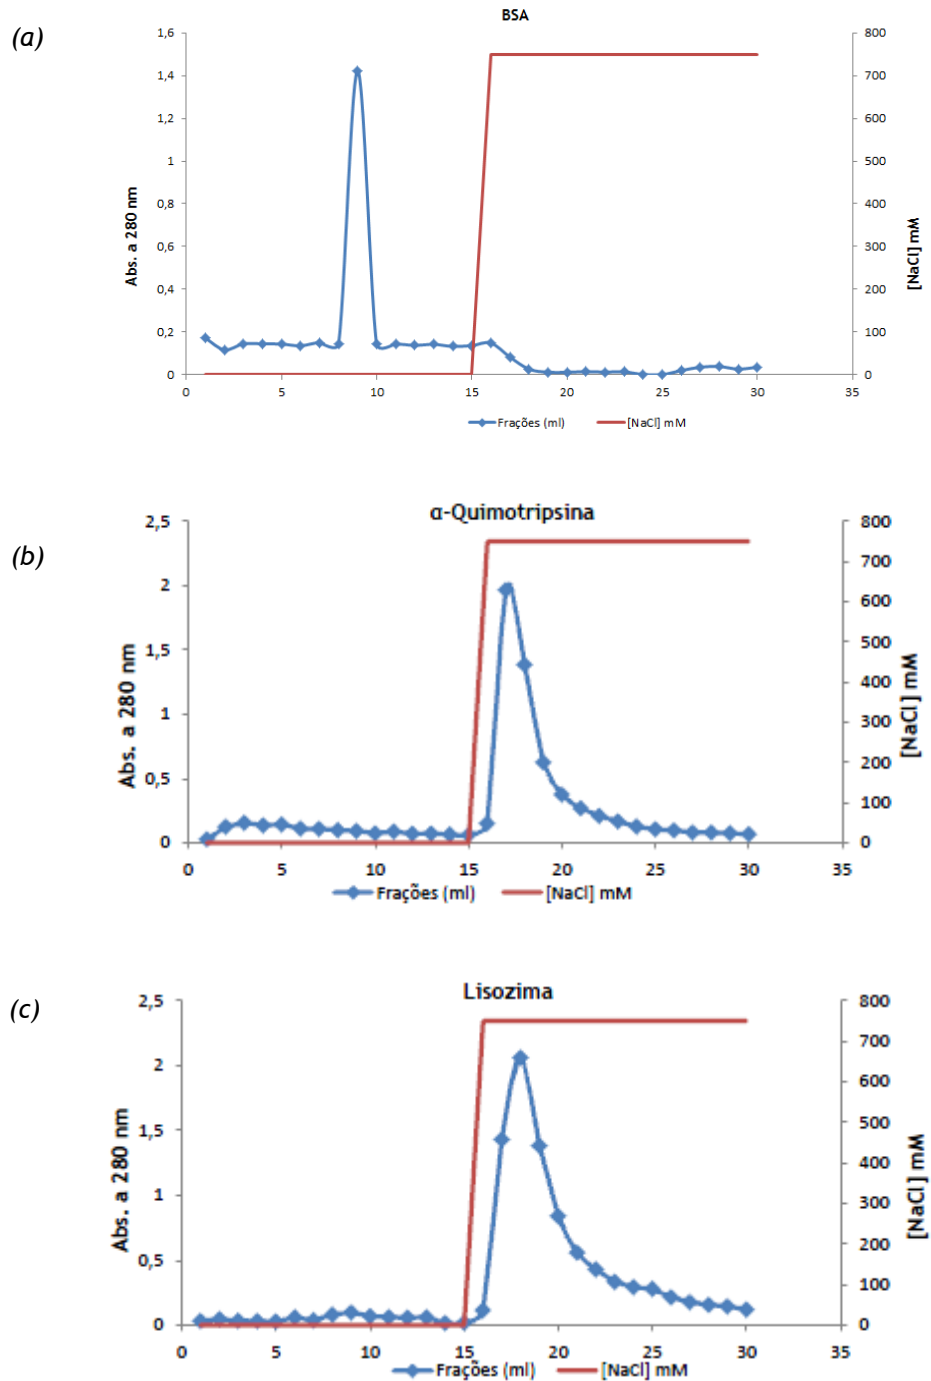 (a)
BSA
1,6
1,4
1,2
1
0,8
0,6
0,4
0,2
0
Abs. a 280 nm
800
700
600
500
400
300
200
100
0
[NaCl] mM
0 5 10 15 20 25 30 35
Frações (ml) [NaCl] mM
(b)
α-Quimotripsina
2,5
2
1,5
1
0,5
0
Abs. a 280 nm
800
700
600
500
400
300
200
100
0
[NaCl] mM
0 5 10 15 20 25 30 35
Frações (ml) [NaCl] mM
(c)
Lisozima
2,5
2
1,5
1
0,5
0
Abs. a 280 nm
800
700
600
500
400
300
200
100
0
[NaCl] mM
0 5 10 15 20 25 30 35
Frações (ml) [NaCl] mM